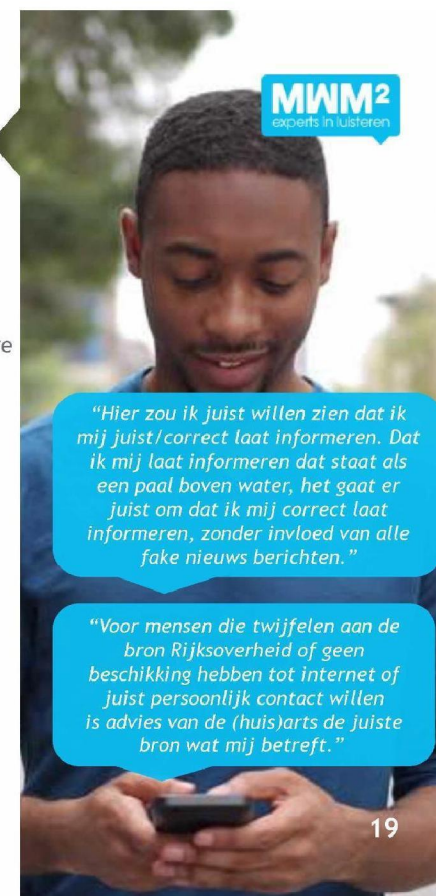 MWM²
experts in luisteren
e
"Hier zou ik juist willen zien dat ik
mij juist/correct laat informeren. Dat
ik mij laat informeren dat staat als
een paal boven water, het gaat er
juist om dat ik mij correct laat
informeren, zonder invloed van alle
fake nieuws berichten."
"Voor mensen die twijfelen aan de
bron Rijksoverheid of geen
beschikking hebben tot internet of
juist persoonlijk contact willen
is advies van de (huis)arts de juiste
bron wat mij betreft."
19